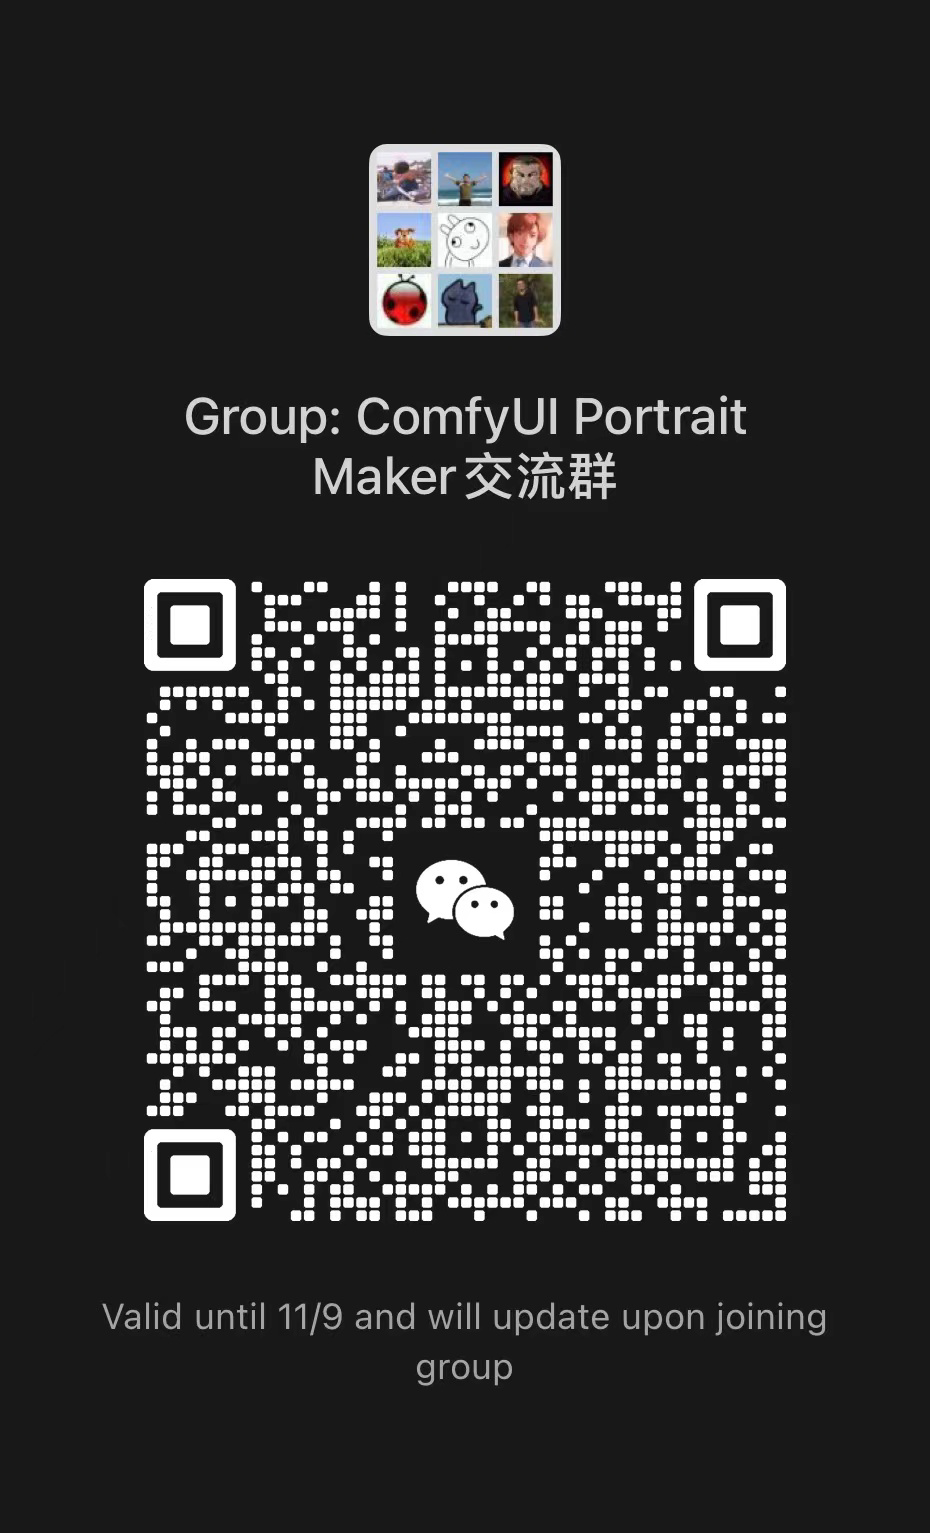 Group: ComfyUI Portrait
Maker交流群
Valid until 11/9 and will update upon joining
group